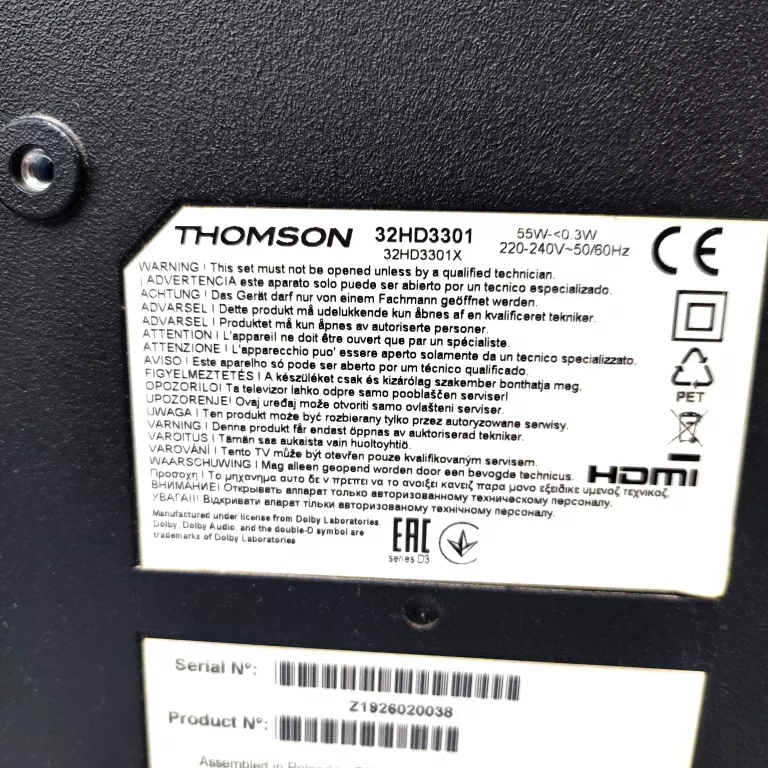 THOMSON 32HD3301 55W-<0.3W
32HD3301X 220-240V~50/60Hz
WARNING ! This set must not be opened unless by a qualified technician.
¡ ADVERTENCIA este aparato solo puede ser abierto por un tecnico especializado.
ACHTUNG ! Das Gerät darf nur von einem Fachmann geöffnet werden.
ADVARSEL ! Dette produkt må udelukkende kun åbnes af en kvalificeret tekniker.
ADVARSEL ! Produktet må kun åpnes av autoriserte personer.
ATTENTION ! L'appareil ne doit être ouvert que par un spécialiste.
ATTENZIONE ! L'apparecchio puo' essere aperto solamente da un tecnico specializzato.
AVISO ! Este aparelho só pode ser aberto por um técnico qualificado.
FIGYELMEZTETÉS ! A készüléket csak és kizárólag szakember bonthatja meg.
OPOZORILO! Ta televizor lahko odpre samo pooblaščen serviser!
UPOZORENJE! Ovaj uređaj može otvoriti samo ovlašteni serviser.
UWAGA ! Ten produkt może być rozbierany tylko przez autoryzowane serwisy.
VARNING ! Denna produkt får endast öppnas av auktoriserad tekniker.
VAROITUS ! Tämän saa aukaista vain huoltoyhtiö.
VAROVÁNÍ ! Tento TV může být otevřen pouze kvalifikovaným servisem.
WAARSCHUWING ! Mag alleen geopend worden door een bevogde technicus.
Προσοχη ! Το μηχανημα αυτο δε ν πρεπει να το ανοιξει κανεις παρα μονο εξειδικε υμενος τεχνικος.
ВНИМАНИЕ! Открывать аппарат только авторизованному техническому персоналу.
УВАГА!!! Відкривати апарат тільки авторизованому технічному персоналу.
CE
PET
HDMI
Manufactured under license from Dolby Laboratories.
Dolby, Dolby Audio, and the double-D symbol are
trademarks of Dolby Laboratories
EAC
series D3
Serial Nº:
Z1926020038
Product Nº:
Assembled in